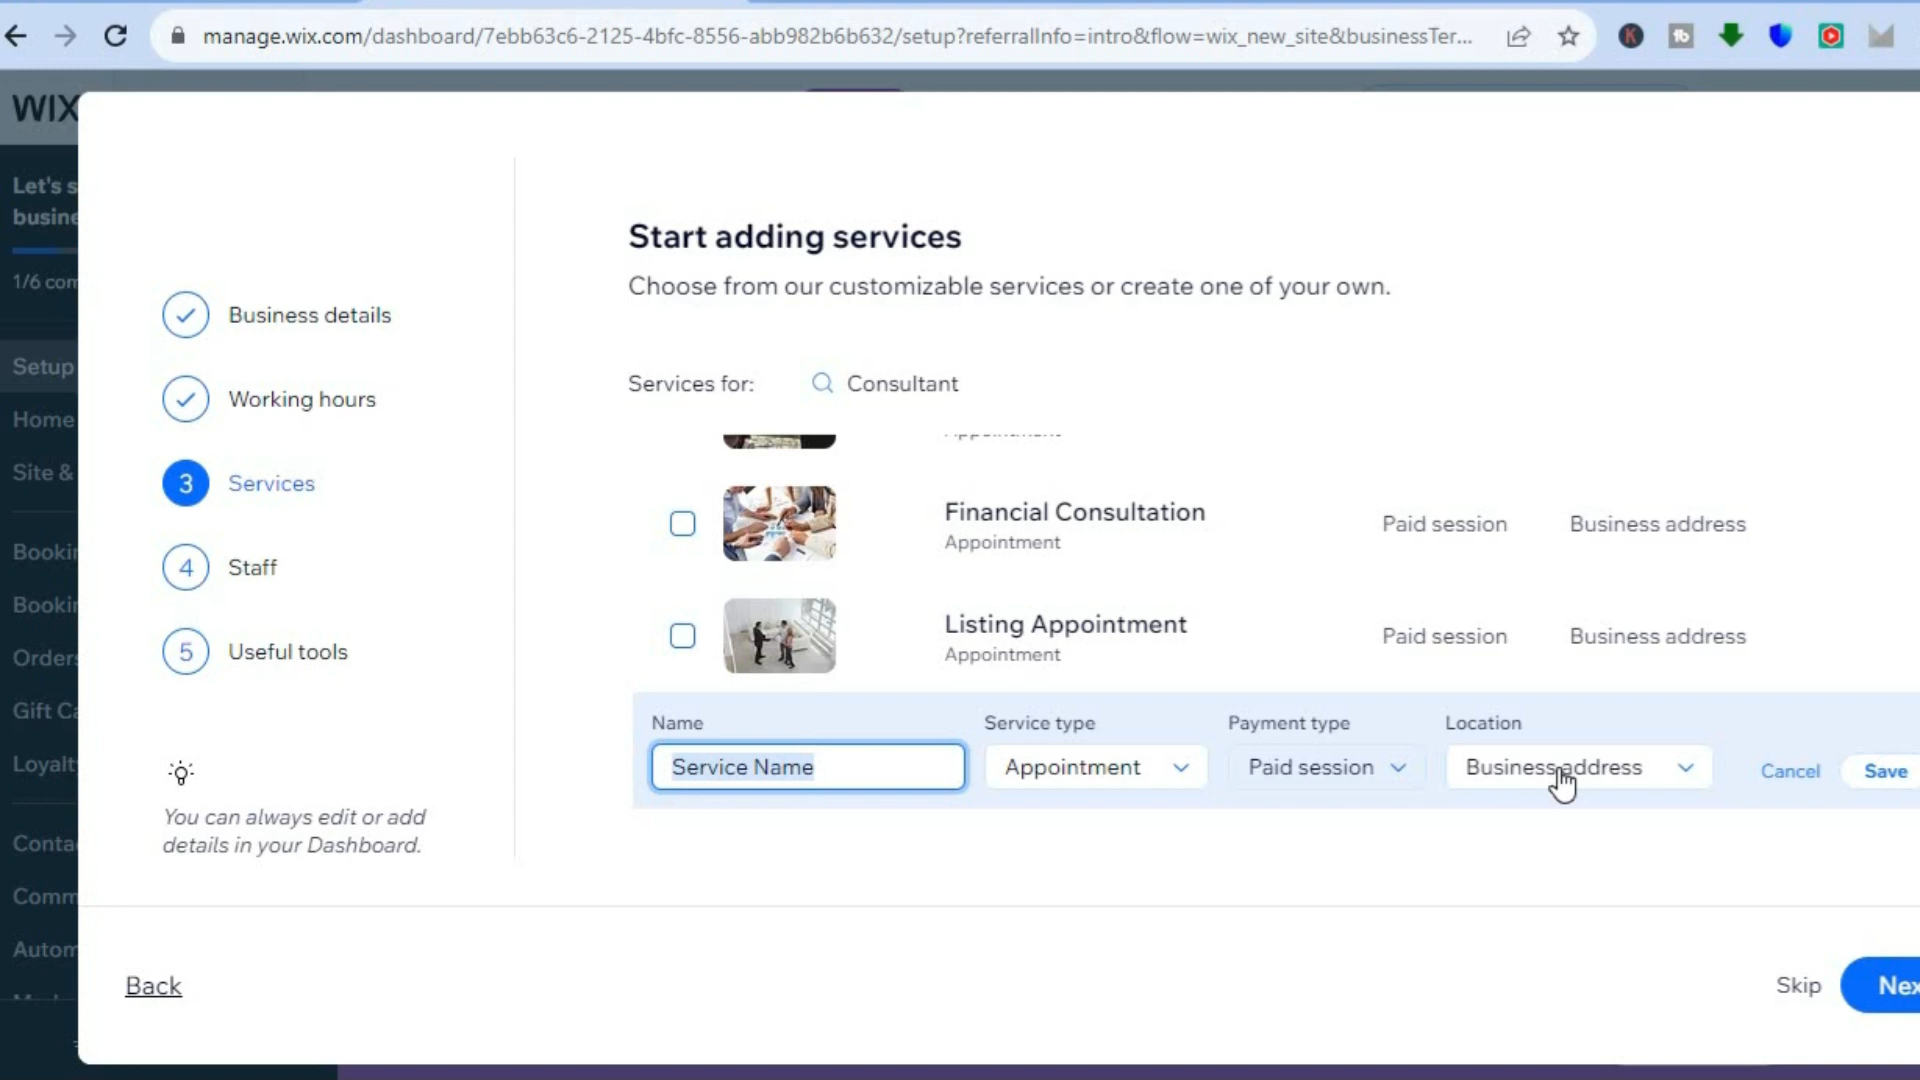 manage.wix.com/dashboard/7ebb63c6-2125-4bfc-8556-abb982b6b632/setup?referralInfo=intro&flow=wix_new_site&businessTer...
WIX
Let's s
busine
1/6 com
Setup
Home
Site &
Bookin
Bookin
Orders
Gift Ca
Loyalt
Conta
Comm
Autom
Business details
Working hours
3 Services
4 Staff
5 Useful tools
You can always edit or add
details in your Dashboard.
Start adding services
Choose from our customizable services or create one of your own.
Services for: Consultant
Financial Consultation
Appointment
Paid session Business address
Listing Appointment
Appointment
Paid session Business address
Name Service type Payment type Location
Service Name Appointment Paid session Business address Cancel Save
Back Skip Nex